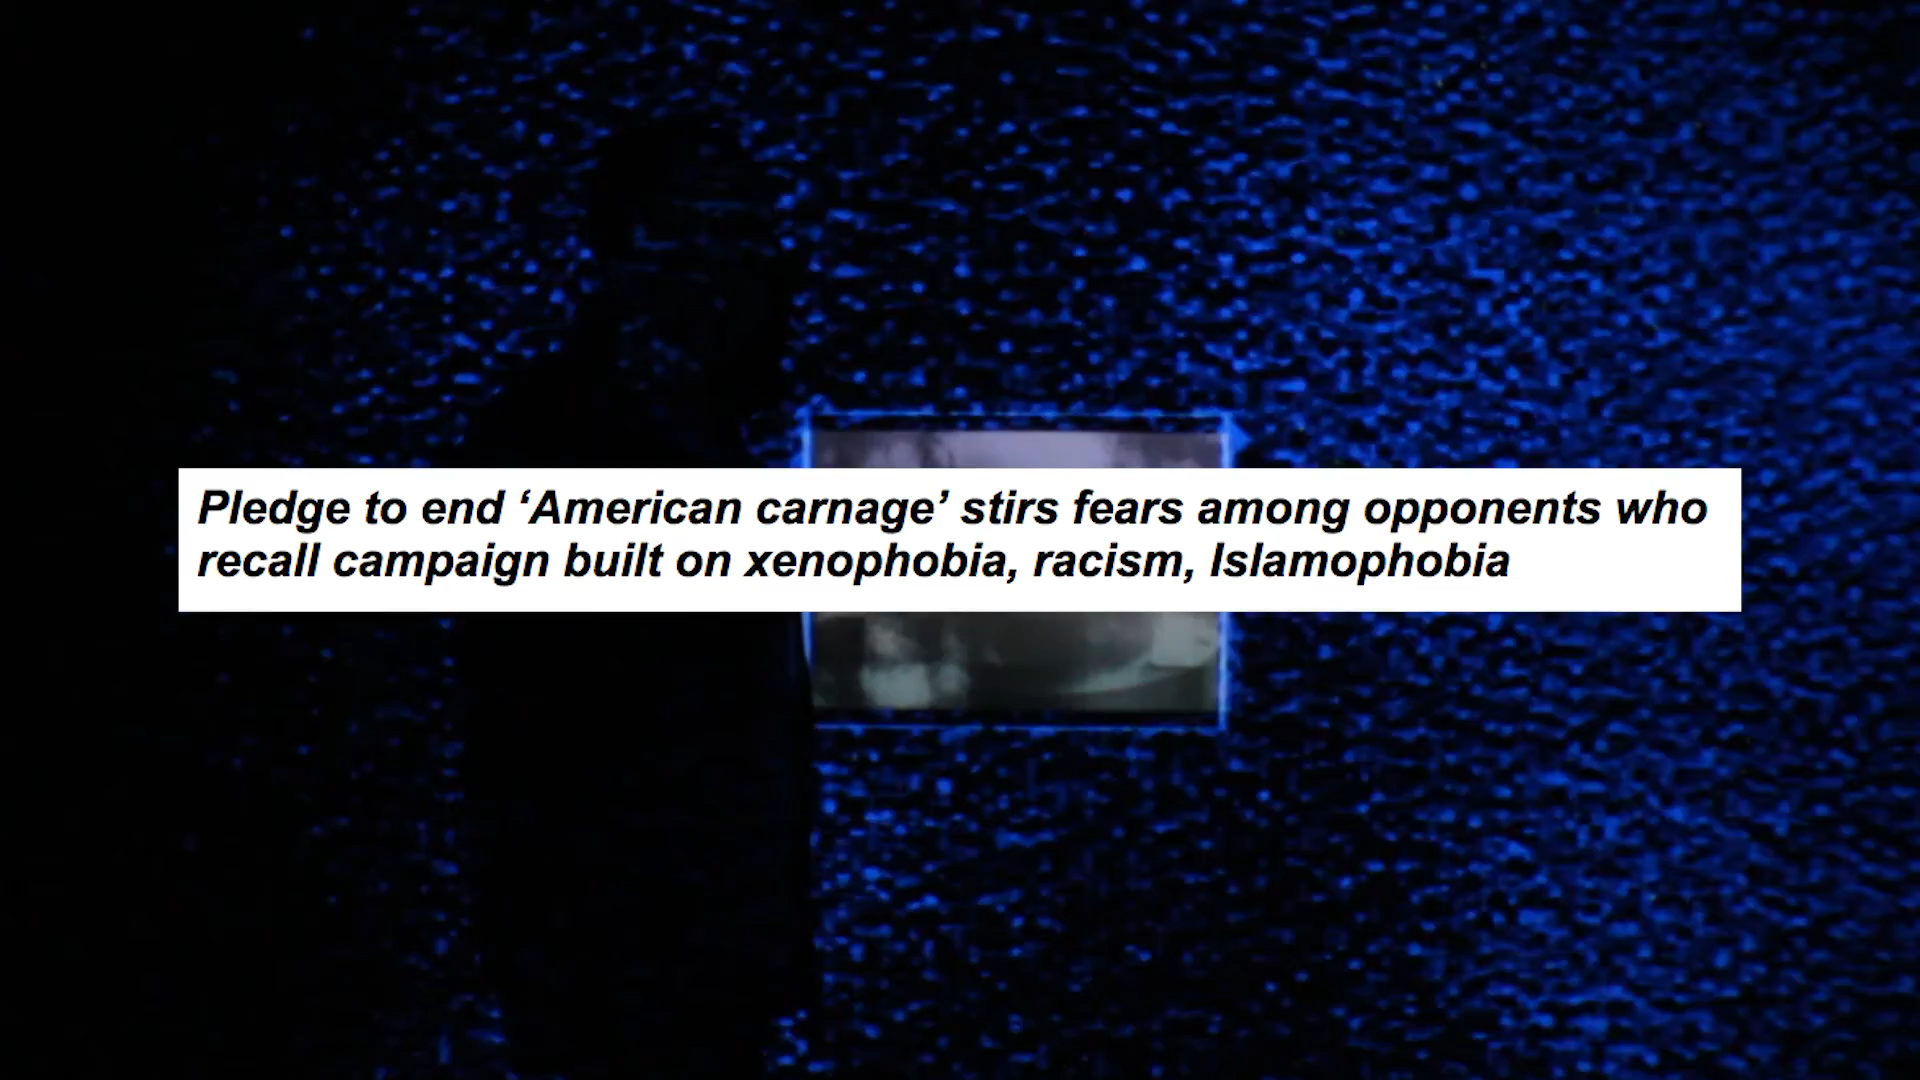 Pledge to end ‘American carnage’ stirs fears among opponents who
recall campaign built on xenophobia, racism, Islamophobia